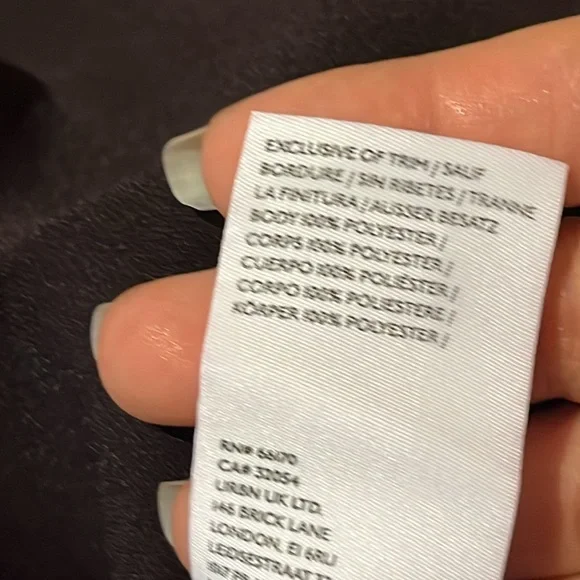 EXCLUSIVE OF TRIM / SAUF
BORDURE / SIN RIBETES / TRANNE
LA FINITURA / AUSSER BESATZ
BODY 100% POLYESTER /
CORPS 100% POLYESTER /
CUERPO 100% POLIÉSTER /
CORPO 100% POLIESTERE /
KÖRPER 100% POLYESTER /
RN# 66170
CA# 32054
URBN UK LTD.
146 BRICK LANE
LONDON, E1 6RU
LEIDSESTRAAT